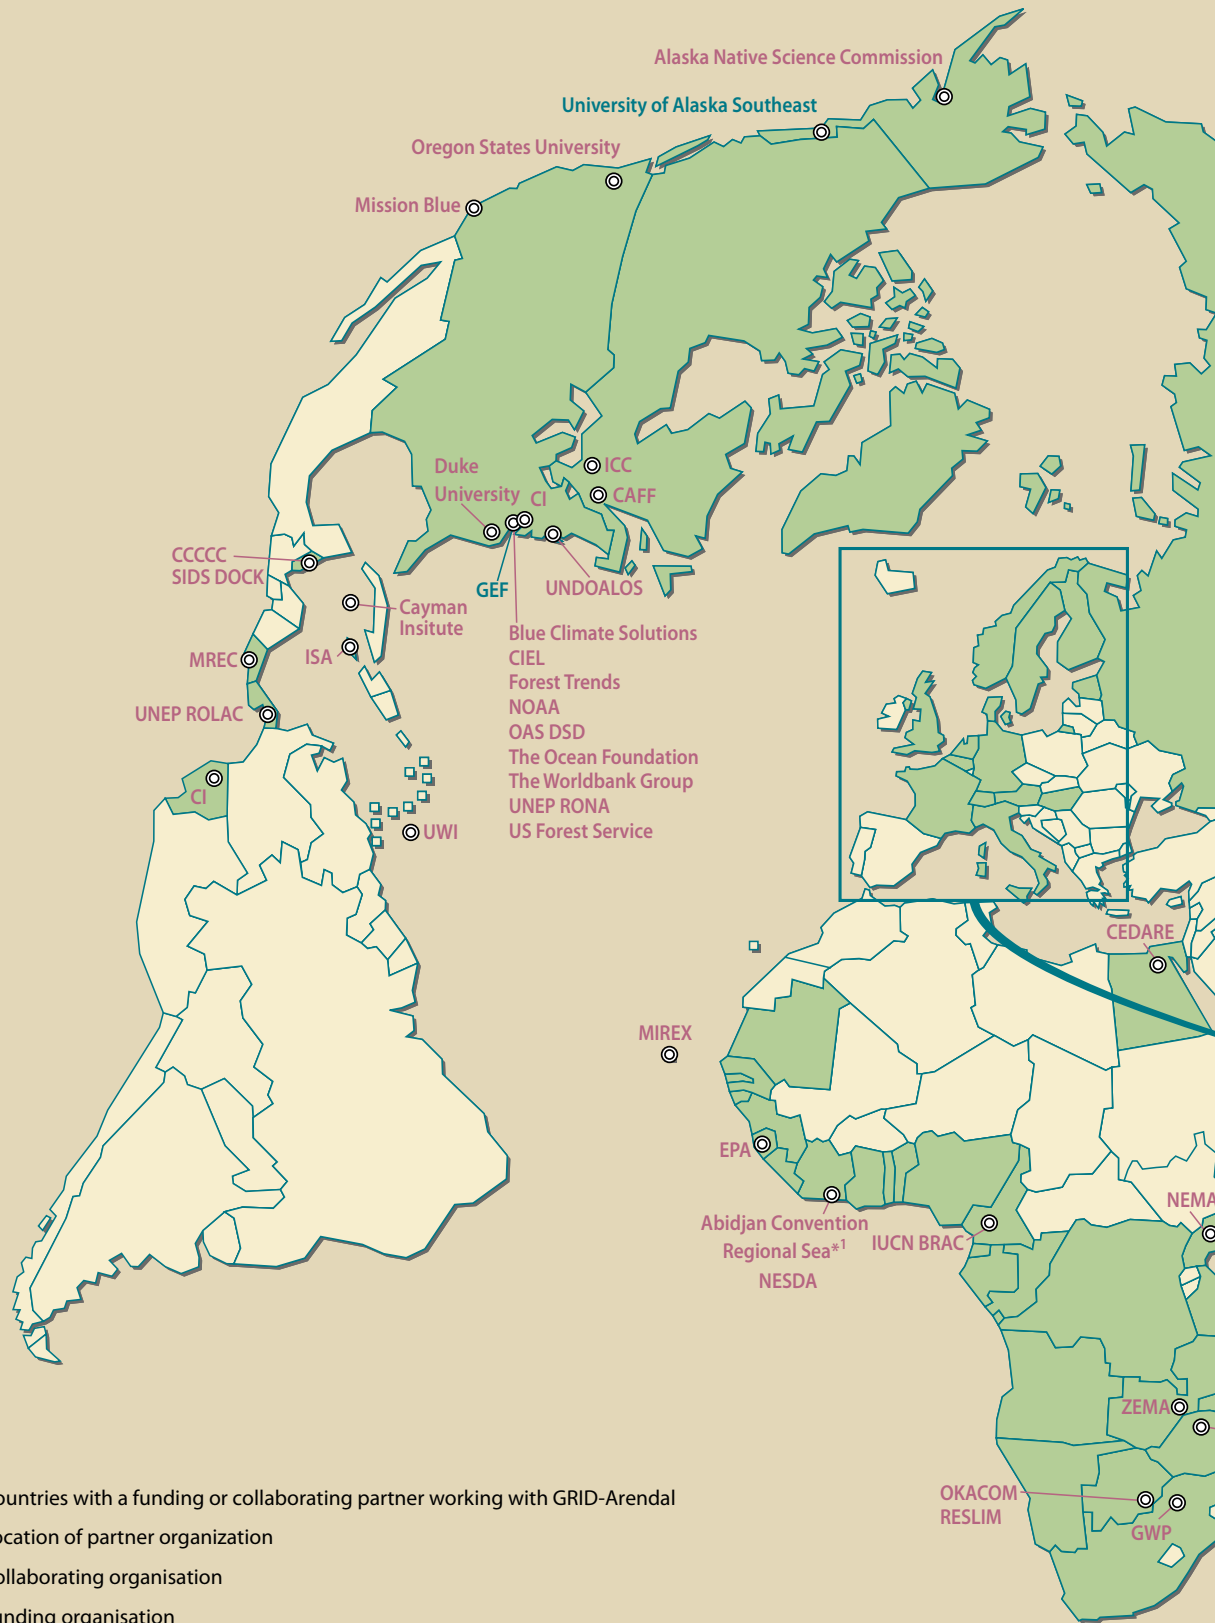 Alaska Native Science Commission
University of Alaska Southeast
Oregon States University
Mission Blue
Duke
University
CI
ICC
CAFF
CCCCC
SIDS DOCK
GEF
UNDOALOS
Cayman
Insitute
MREC
ISA
UNEP ROLAC
CI
UWI
Blue Climate Solutions
CIEL
Forest Trends
NOAA
OAS DSD
The Ocean Foundation
The Worldbank Group
UNEP RONA
US Forest Service
CEDARE
MIREX
EPA
Abidjan Convention
Regional Sea*1
NESDA
IUCN BRAC
NEMA
ZEMA
OKACOM
RESLIM
GWP
ountries with a funding or collaborating partner working with GRID-Arendal
ocation of partner organization
ollaborating organisation
unding organisation